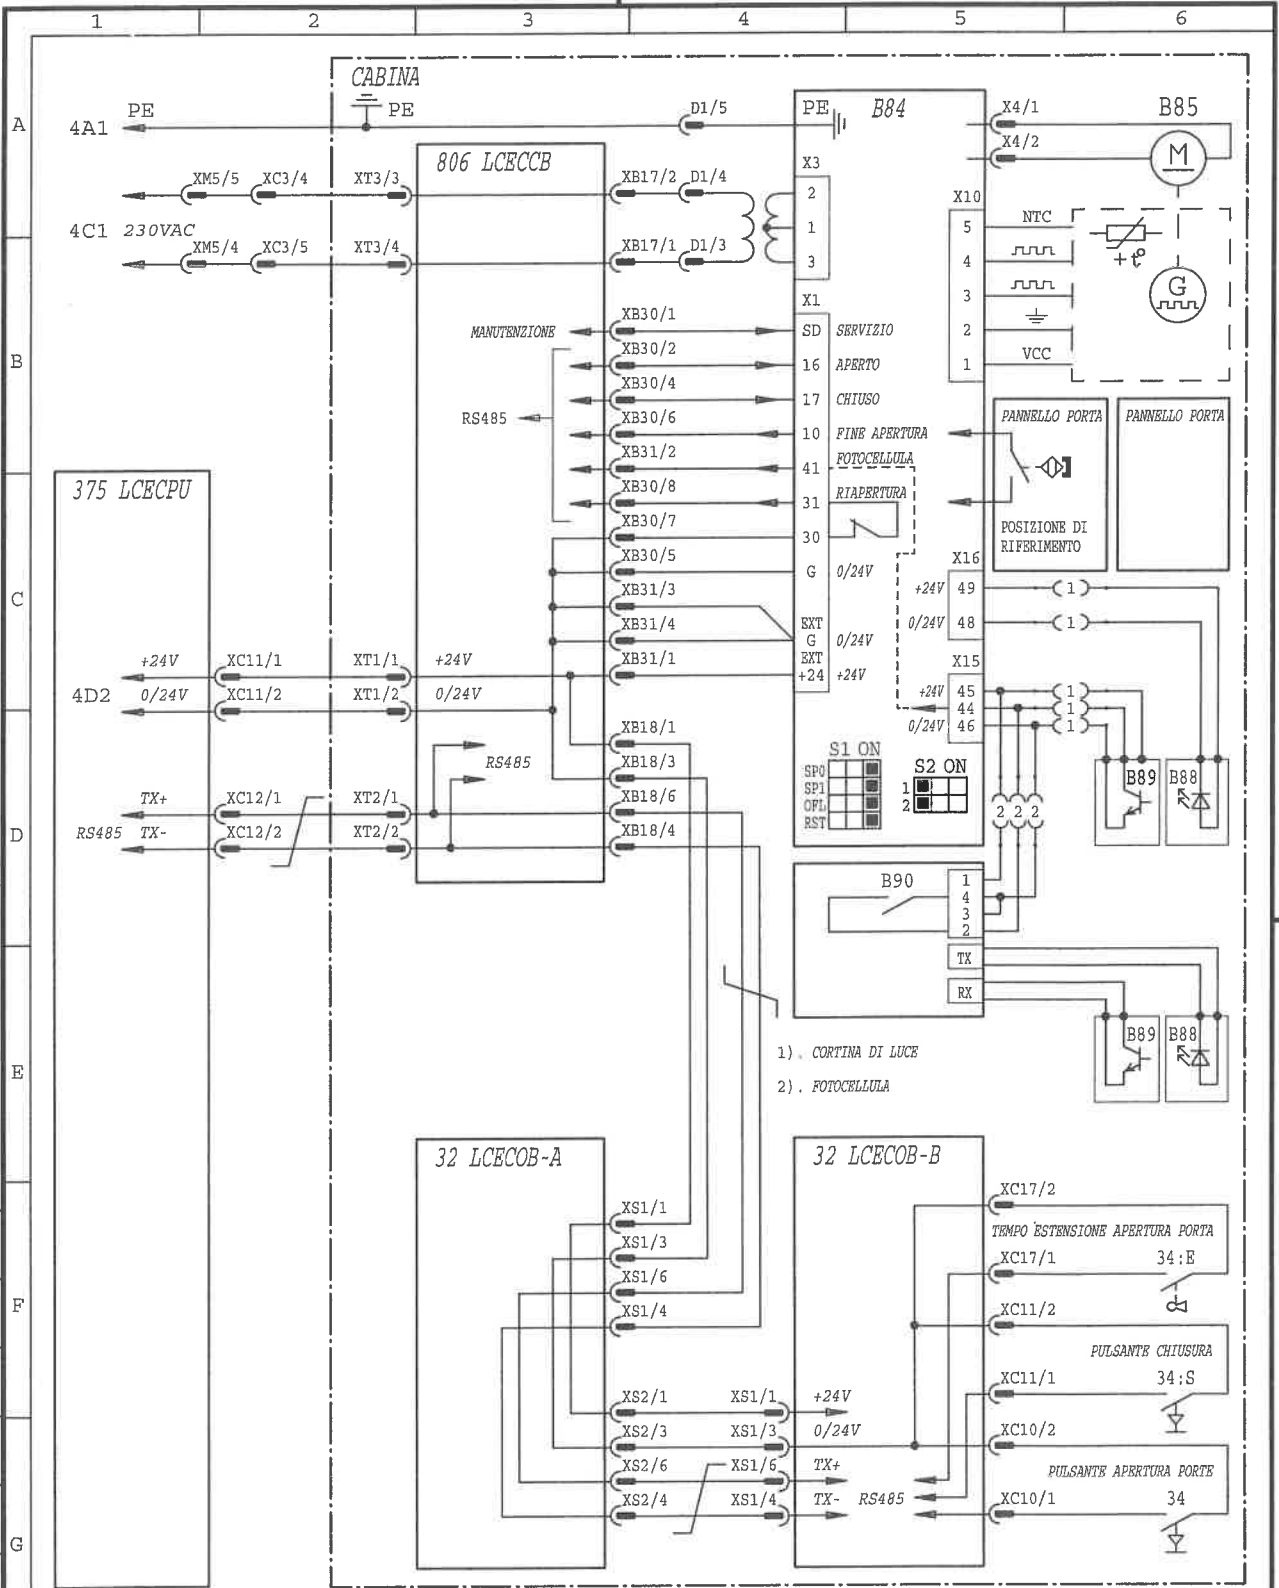 1 2 3 4 5 6
A
B
C
D
E
F
G
CABINA
PE
PE
4A1
D1/5
PE
B84
X4/1
X4/2
B85
M
806 LCECCB
XM5/5 XC3/4 XT3/3
4C1 230VAC
XM5/4 XC3/5 XT3/4
XB17/2 D1/4
XB17/1 D1/3
X3
2
1
3
X10
5 NTC
4
3
2
1 VCC
+t°
G
X1
MANUTENZIONE
RS485
XB30/1
XB30/2
XB30/4
XB30/6
XB31/2
XB30/8
XB30/7
XB30/5
XB31/3
XB31/4
XB31/1
SD SERVIZIO
16 APERTO
17 CHIUSO
10 FINE APERTURA
41 FOTOCELLULA
31 RIAPERTURA
30
G 0/24V
EXT
G 0/24V
EXT
+24 +24V
PANNELLO PORTA
POSIZIONE DI
RIFERIMENTO
PANNELLO PORTA
X16
+24V 49 1
0/24V 48 1
X15
+24V 45 1
44 1
0/24V 46 1
375 LCECPU
+24V XC11/1 XT1/1 +24V
4D2 0/24V XC11/2 XT1/2 0/24V
RS485
TX+ XC12/1 XT2/1
RS485 TX- XC12/2 XT2/2
XB18/1
XB18/3
XB18/6
XB18/4
S1 ON
SP0
SP1
OFL
RST
S2 ON
1
2
2 2 2
B89 B88
B90
1
4
3
2
TX
RX
B89 B88
1). CORTINA DI LUCE
2). FOTOCELLULA
32 LCECOB-A
XS1/1
XS1/3
XS1/6
XS1/4
XS2/1
XS2/3
XS2/6
XS2/4
32 LCECOB-B
XS1/1 +24V
XS1/3 0/24V
XS1/6 TX+
XS1/4 TX- RS485
XC17/2
TEMPO ESTENSIONE APERTURA PORTA
XC17/1 34:E
XC11/2
PULSANTE CHIUSURA
XC11/1 34:S
XC10/2
PULSANTE APERTURA PORTE
XC10/1 34